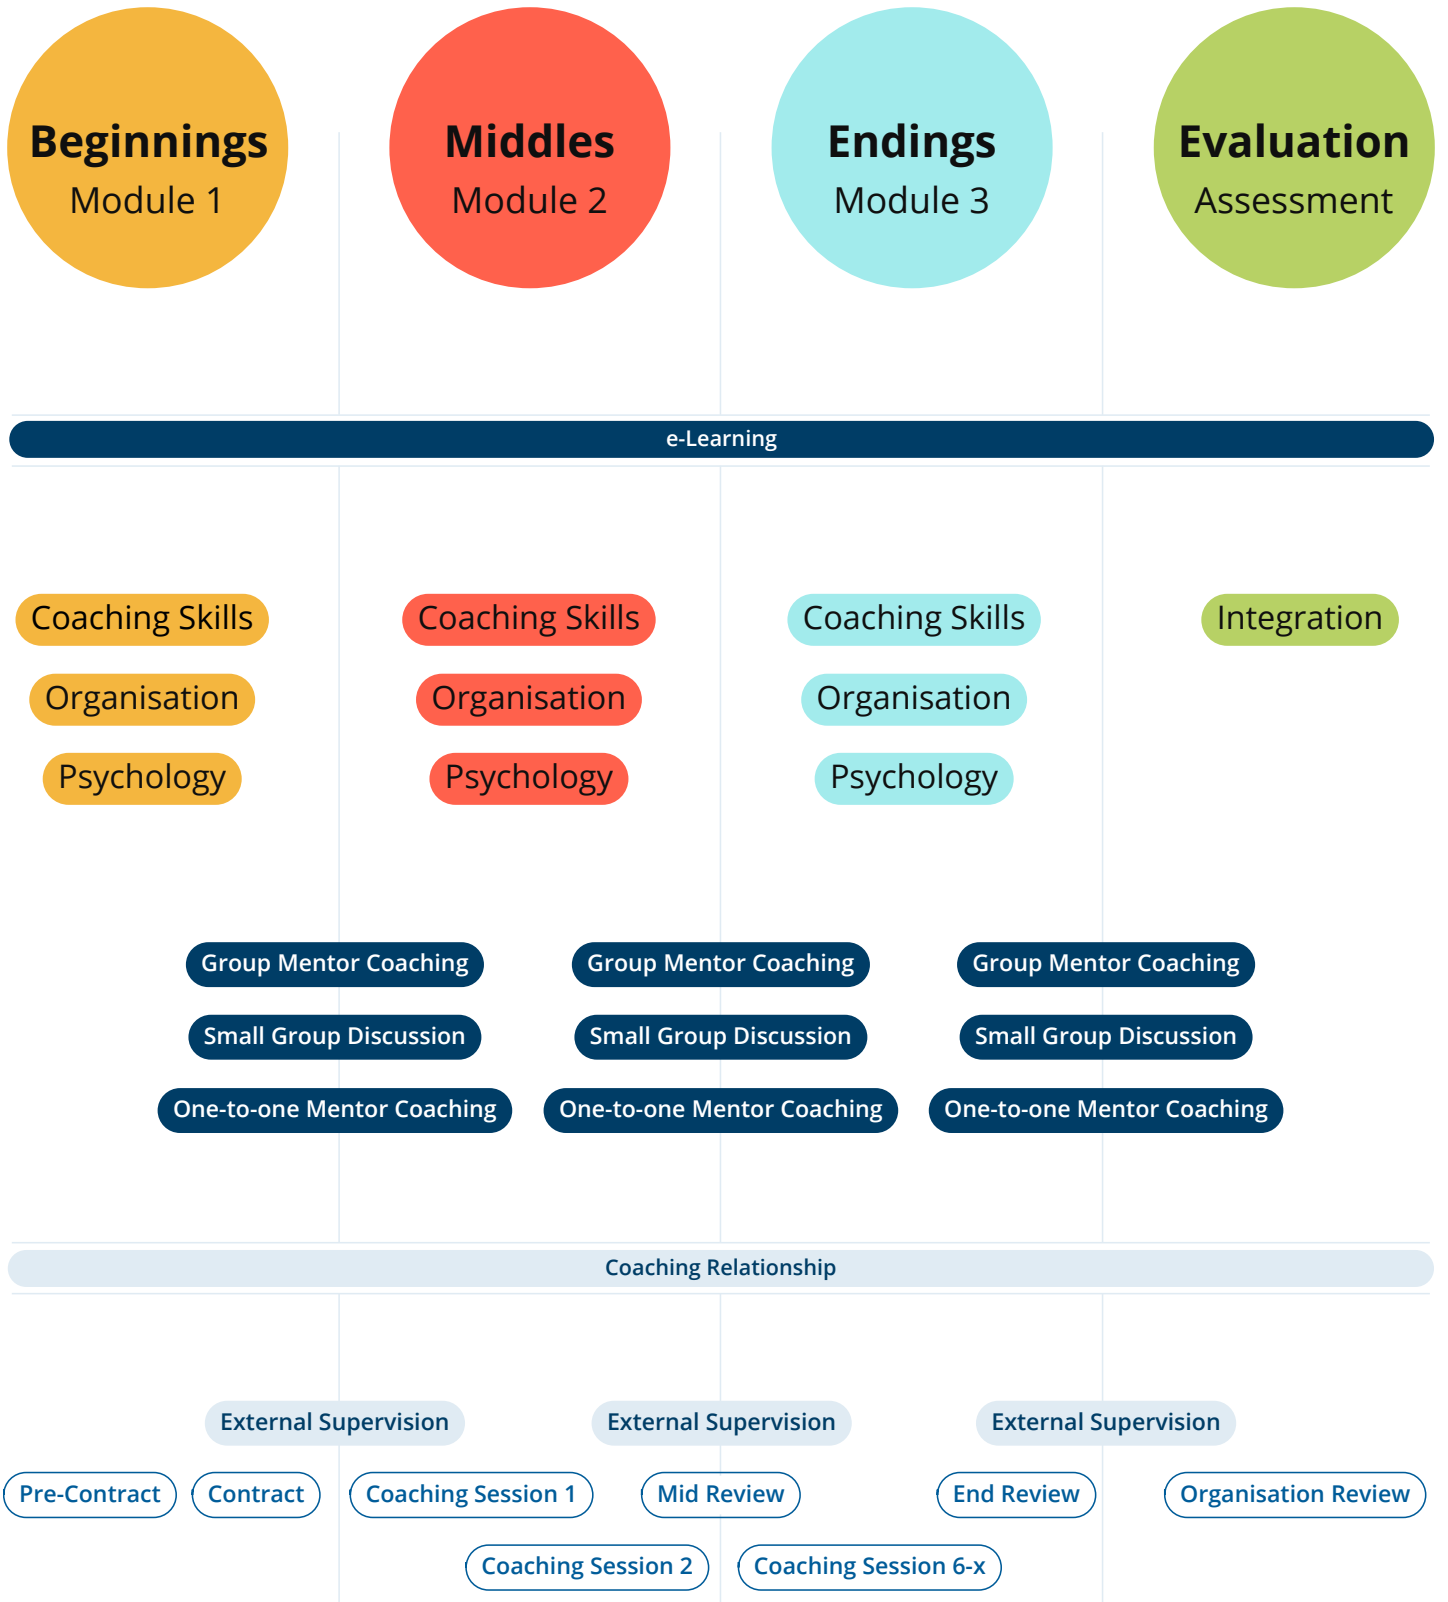 Beginnings
Module 1
Middles
Module 2
Endings
Module 3
Evaluation
Assessment
e-Learning
Coaching Skills
Coaching Skills
Coaching Skills
Integration
Organisation
Organisation
Organisation
Psychology
Psychology
Psychology
Group Mentor Coaching
Group Mentor Coaching
Group Mentor Coaching
Small Group Discussion
Small Group Discussion
Small Group Discussion
One-to-one Mentor Coaching
One-to-one Mentor Coaching
One-to-one Mentor Coaching
Coaching Relationship
External Supervision
External Supervision
External Supervision
Pre-Contract
Contract
Coaching Session 1
Mid Review
End Review
Organisation Review
Coaching Session 2
Coaching Session 6-x